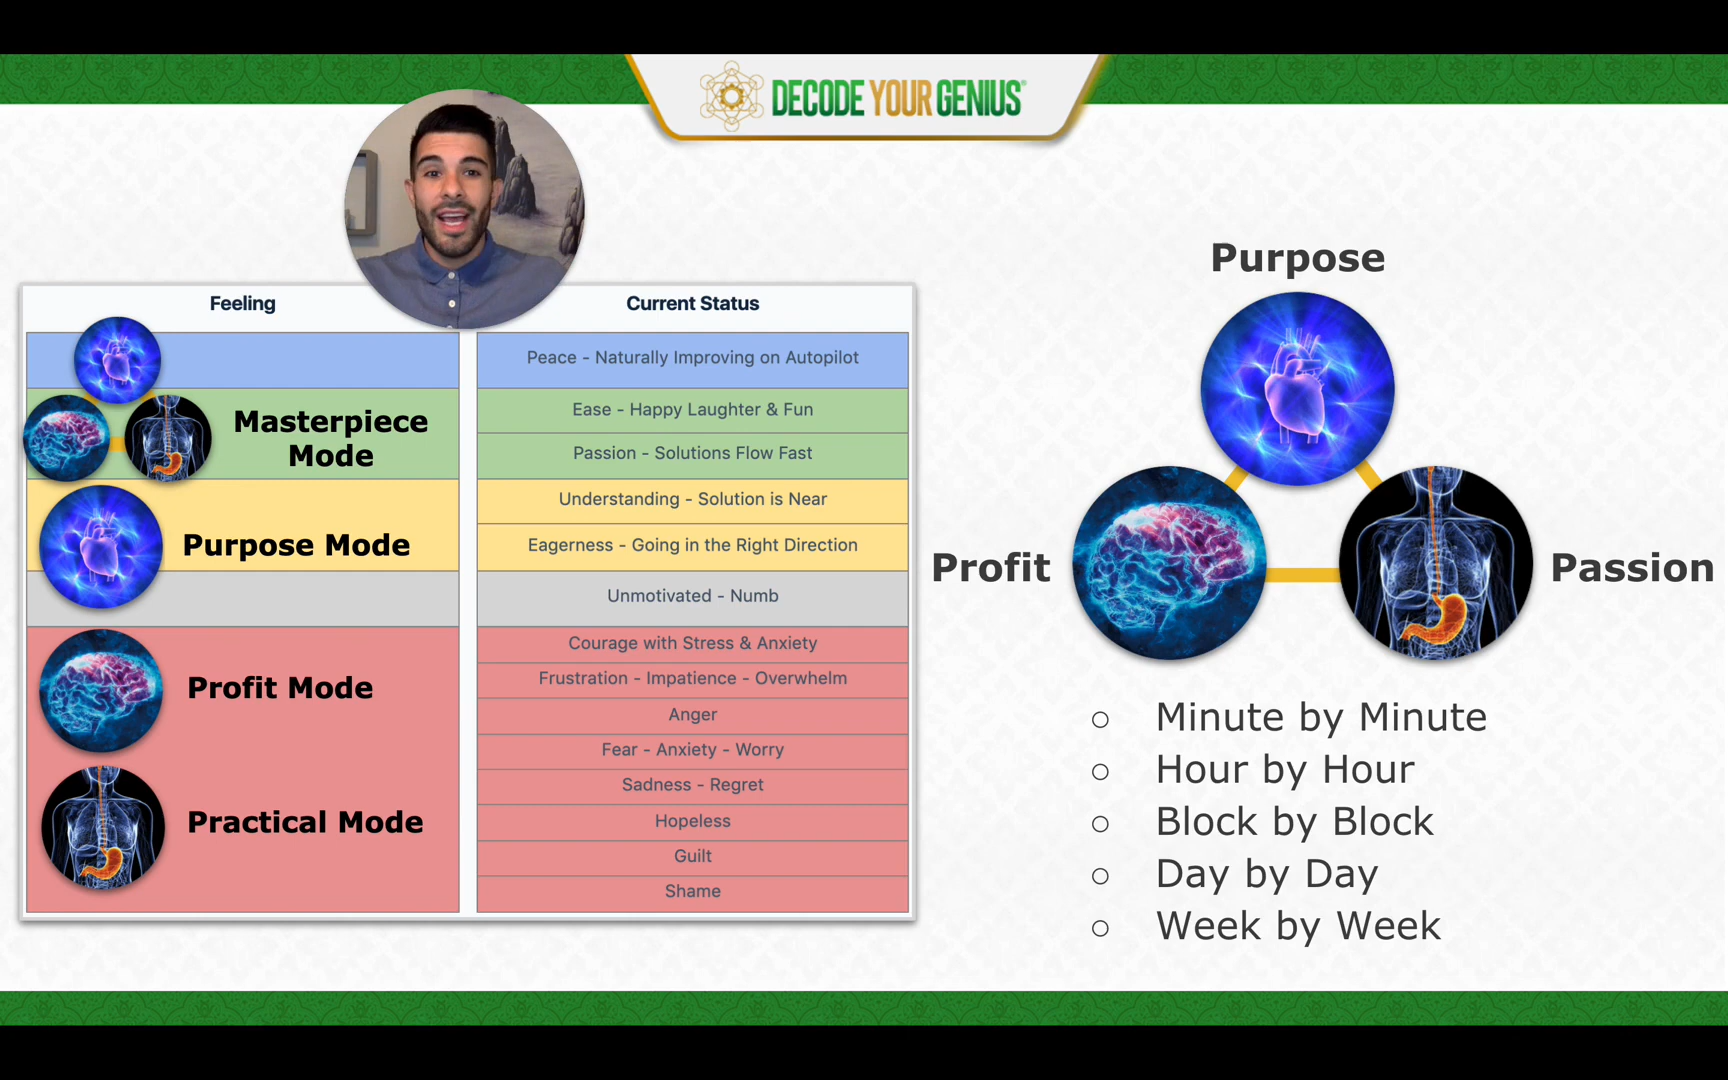 DECODE YOUR GENIUS®
Feeling
Current Status
Peace - Naturally Improving on Autopilot
Masterpiece
Mode
Ease - Happy Laughter & Fun
Passion - Solutions Flow Fast
Purpose Mode
Understanding - Solution is Near
Eagerness - Going in the Right Direction
Unmotivated - Numb
Profit Mode
Practical Mode
Courage with Stress & Anxiety
Frustration - Impatience - Overwhelm
Anger
Fear - Anxiety - Worry
Sadness - Regret
Hopeless
Guilt
Shame
Purpose
Profit
Passion
○ Minute by Minute
○ Hour by Hour
○ Block by Block
○ Day by Day
○ Week by Week